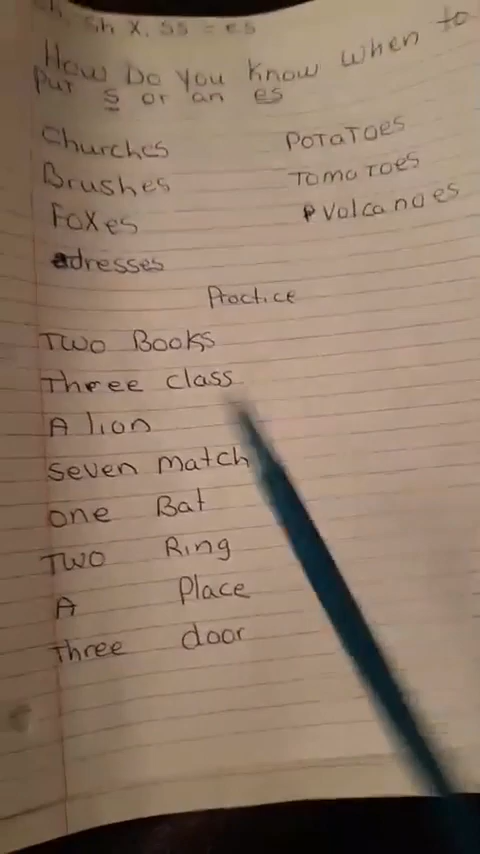 sh X, ss = es
How Do you know when to
put s or an es
Churches
Brushes
Foxes
adresses
Potatoes
Tomatoes
Volcanoes
Practice
Two Books
Three class
A lion
seven match
one Bat
Two Ring
A Place
Three door